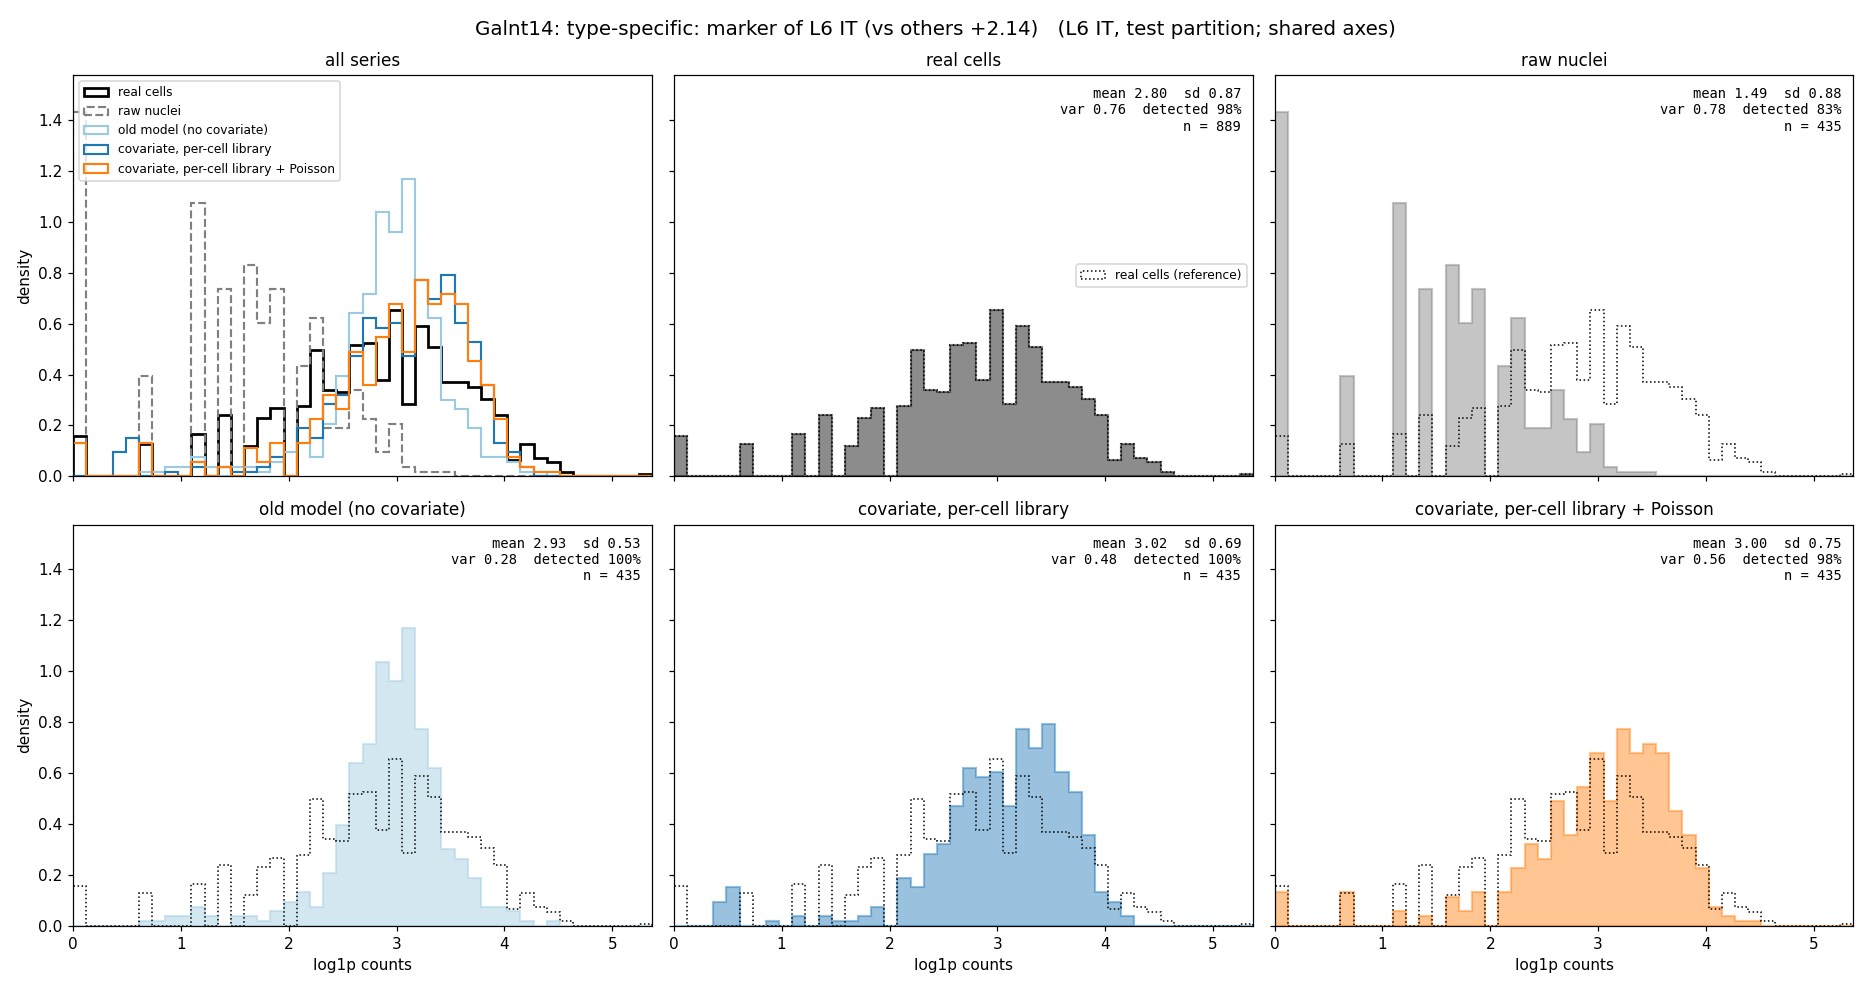 Galnt14: type-specific: marker of L6 IT (vs others +2.14)   (L6 IT, test partition; shared axes)
all series
real cells
raw nuclei
old model (no covariate)
covariate, per-cell library
covariate, per-cell library + Poisson
density
0.0
0.2
0.4
0.6
0.8
1.0
1.2
1.4
real cells
mean 2.80  sd 0.87
var 0.76  detected 98%
n = 889
real cells (reference)
raw nuclei
mean 1.49  sd 0.88
var 0.78  detected 83%
n = 435
old model (no covariate)
mean 2.93  sd 0.53
var 0.28  detected 100%
n = 435
density
0.0
0.2
0.4
0.6
0.8
1.0
1.2
1.4
0 1 2 3 4 5
log1p counts
covariate, per-cell library
mean 3.02  sd 0.69
var 0.48  detected 100%
n = 435
0 1 2 3 4 5
log1p counts
covariate, per-cell library + Poisson
mean 3.00  sd 0.75
var 0.56  detected 98%
n = 435
0 1 2 3 4 5
log1p counts